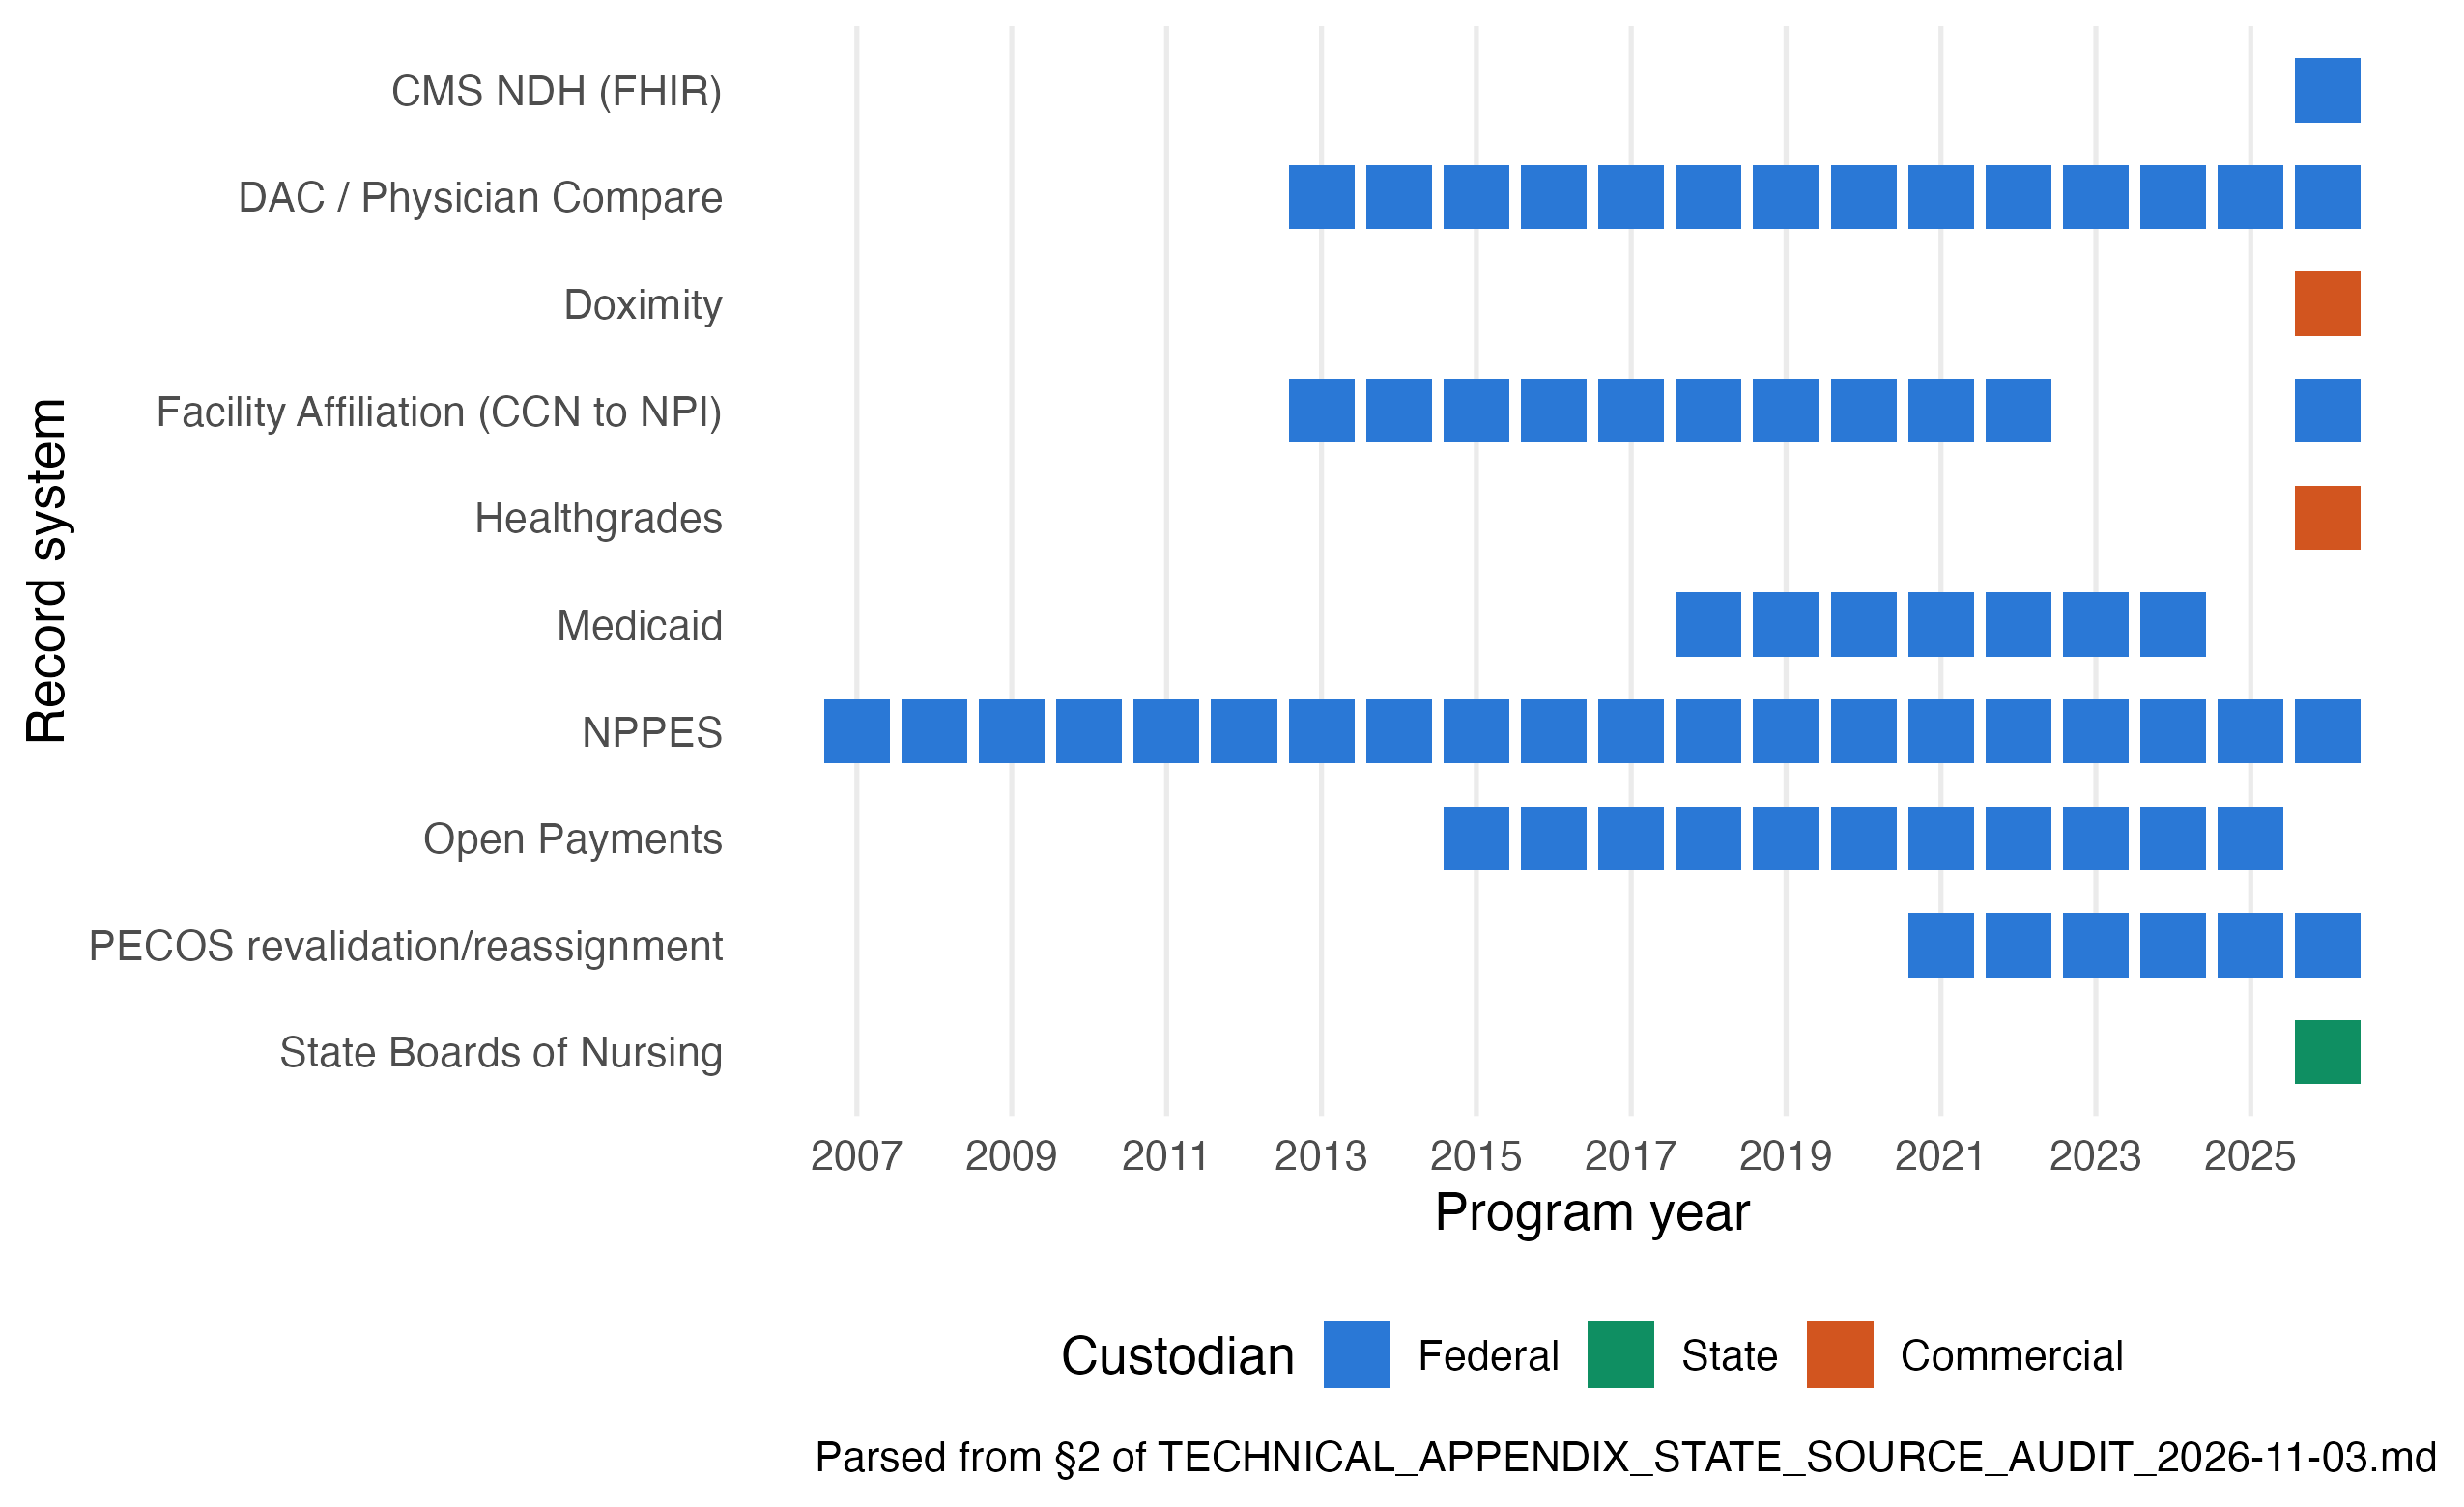 CMS NDH (FHIR)
DAC / Physician Compare
Doximity
Facility Affiliation (CCN to NPI)
Healthgrades
Medicaid
NPPES
Open Payments
PECOS revalidation/reassignment
State Boards of Nursing
Record system
2007 2009 2011 2013 2015 2017 2019 2021 2023 2025
Program year
Custodian Federal State Commercial
Parsed from §2 of TECHNICAL_APPENDIX_STATE_SOURCE_AUDIT_2026-11-03.md